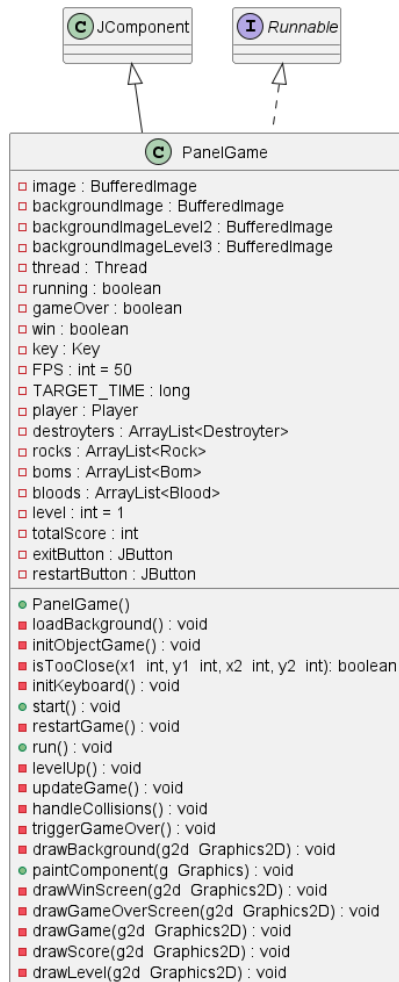 C JComponent
I Runnable
C PanelGame
image : BufferedImage
backgroundImage : BufferedImage
backgroundImageLevel2 : BufferedImage
backgroundImageLevel3 : BufferedImage
thread : Thread
running : boolean
gameOver : boolean
win : boolean
key : Key
FPS : int = 50
TARGET_TIME : long
player : Player
destroyters : ArrayList<Destroyter>
rocks : ArrayList<Rock>
boms : ArrayList<Bom>
bloods : ArrayList<Blood>
level : int = 1
totalScore : int
exitButton : JButton
restartButton : JButton
PanelGame()
loadBackground() : void
initObjectGame() : void
isTooClose(x1 int, y1 int, x2 int, y2 int): boolean
initKeyboard() : void
start() : void
restartGame() : void
run() : void
levelUp() : void
updateGame() : void
handleCollisions() : void
triggerGameOver() : void
drawBackground(g2d Graphics2D) : void
paintComponent(g Graphics) : void
drawWinScreen(g2d Graphics2D) : void
drawGameOverScreen(g2d Graphics2D) : void
drawGame(g2d Graphics2D) : void
drawScore(g2d Graphics2D) : void
drawLevel(g2d Graphics2D) : void